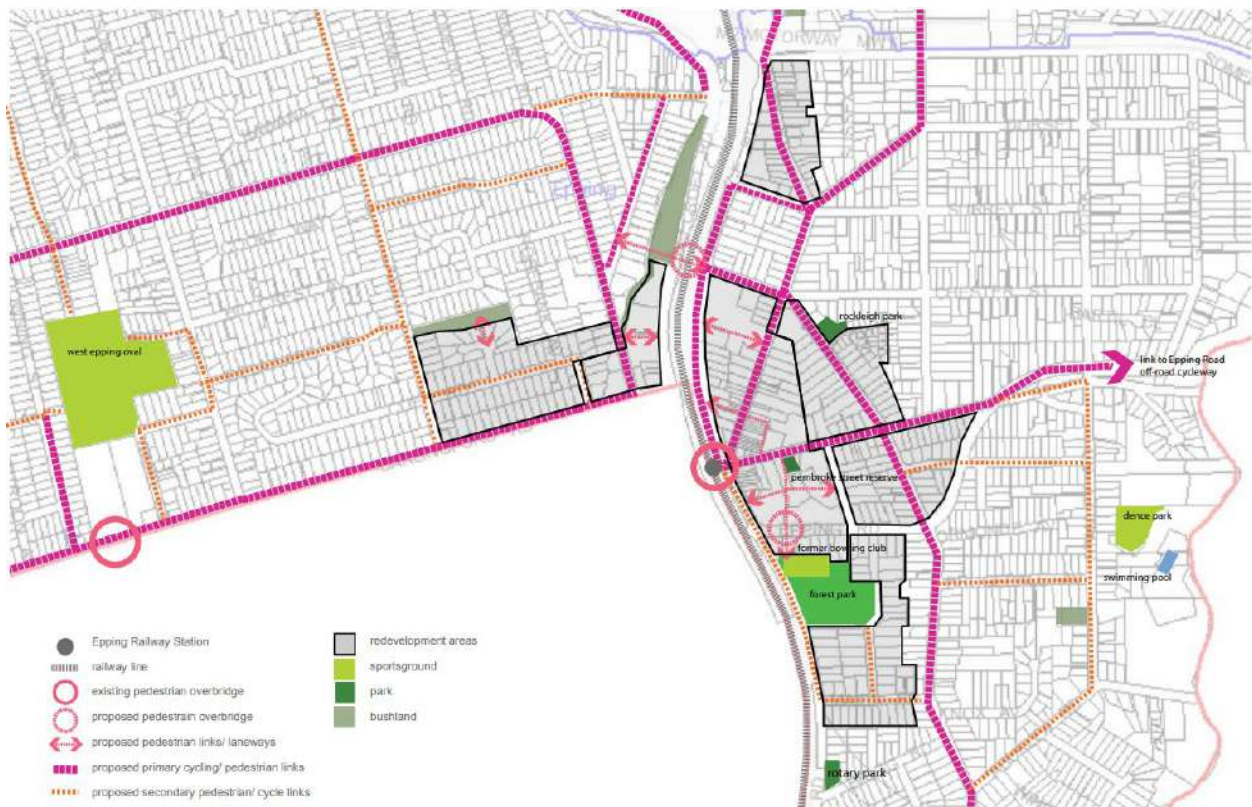 MOTORWAY
Epping
rockleigh park
west epping oval
link to Epping Road
off-road cycleway
pembroke street reserve
dence park
former bowling club
swimming pool
forest park
rotary park
Epping Railway Station
railway line
existing pedestrian overbridge
proposed pedestrain overbridge
proposed pedestrian links/ laneways
proposed primary cycling/ pedestrian links
proposed secondary pedestrian/ cycle links
redevelopment areas
sportsground
park
bushland